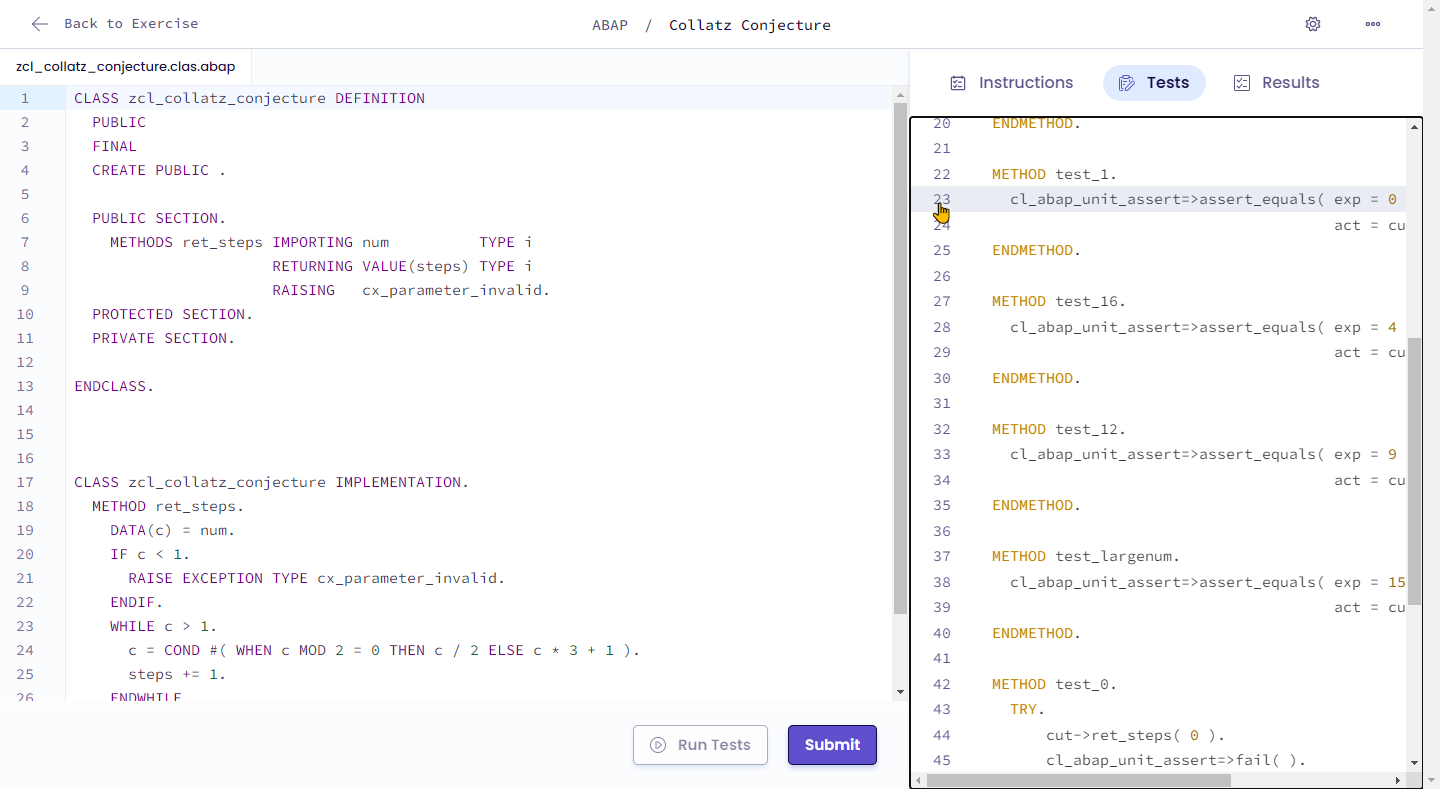 Back to Exercise
ABAP / Collatz Conjecture
zcl_collatz_conjecture.clas.abap
1 CLASS zcl_collatz_conjecture DEFINITION
2 PUBLIC
3 FINAL
4 CREATE PUBLIC .
5
6 PUBLIC SECTION.
7 METHODS ret_steps IMPORTING num TYPE i
8 RETURNING VALUE(steps) TYPE i
9 RAISING cx_parameter_invalid.
10 PROTECTED SECTION.
11 PRIVATE SECTION.
12
13 ENDCLASS.
14
15
16
17 CLASS zcl_collatz_conjecture IMPLEMENTATION.
18 METHOD ret_steps.
19 DATA(c) = num.
20 IF c < 1.
21 RAISE EXCEPTION TYPE cx_parameter_invalid.
22 ENDIF.
23 WHILE c > 1.
24 c = COND #( WHEN c MOD 2 = 0 THEN c / 2 ELSE c * 3 + 1 ).
25 steps += 1.
26 ENDWHILE.
Run Tests
Submit
Instructions
Tests
Results
20 ENDMETHOD.
21
22 METHOD test_1.
23 cl_abap_unit_assert=>assert_equals( exp = 0
24 act = cu
25 ENDMETHOD.
26
27 METHOD test_16.
28 cl_abap_unit_assert=>assert_equals( exp = 4
29 act = cu
30 ENDMETHOD.
31
32 METHOD test_12.
33 cl_abap_unit_assert=>assert_equals( exp = 9
34 act = cu
35 ENDMETHOD.
36
37 METHOD test_largenum.
38 cl_abap_unit_assert=>assert_equals( exp = 15
39 act = cu
40 ENDMETHOD.
41
42 METHOD test_0.
43 TRY.
44 cut->ret_steps( 0 ).
45 cl_abap_unit_assert=>fail( ).